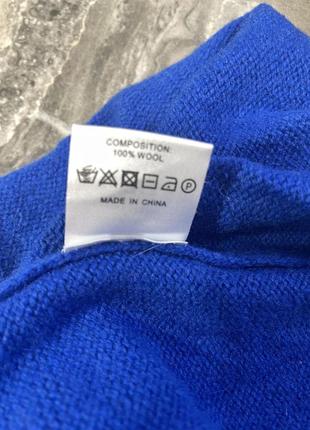 COMPOSITION:
100% WOOL
P
MADE IN CHINA